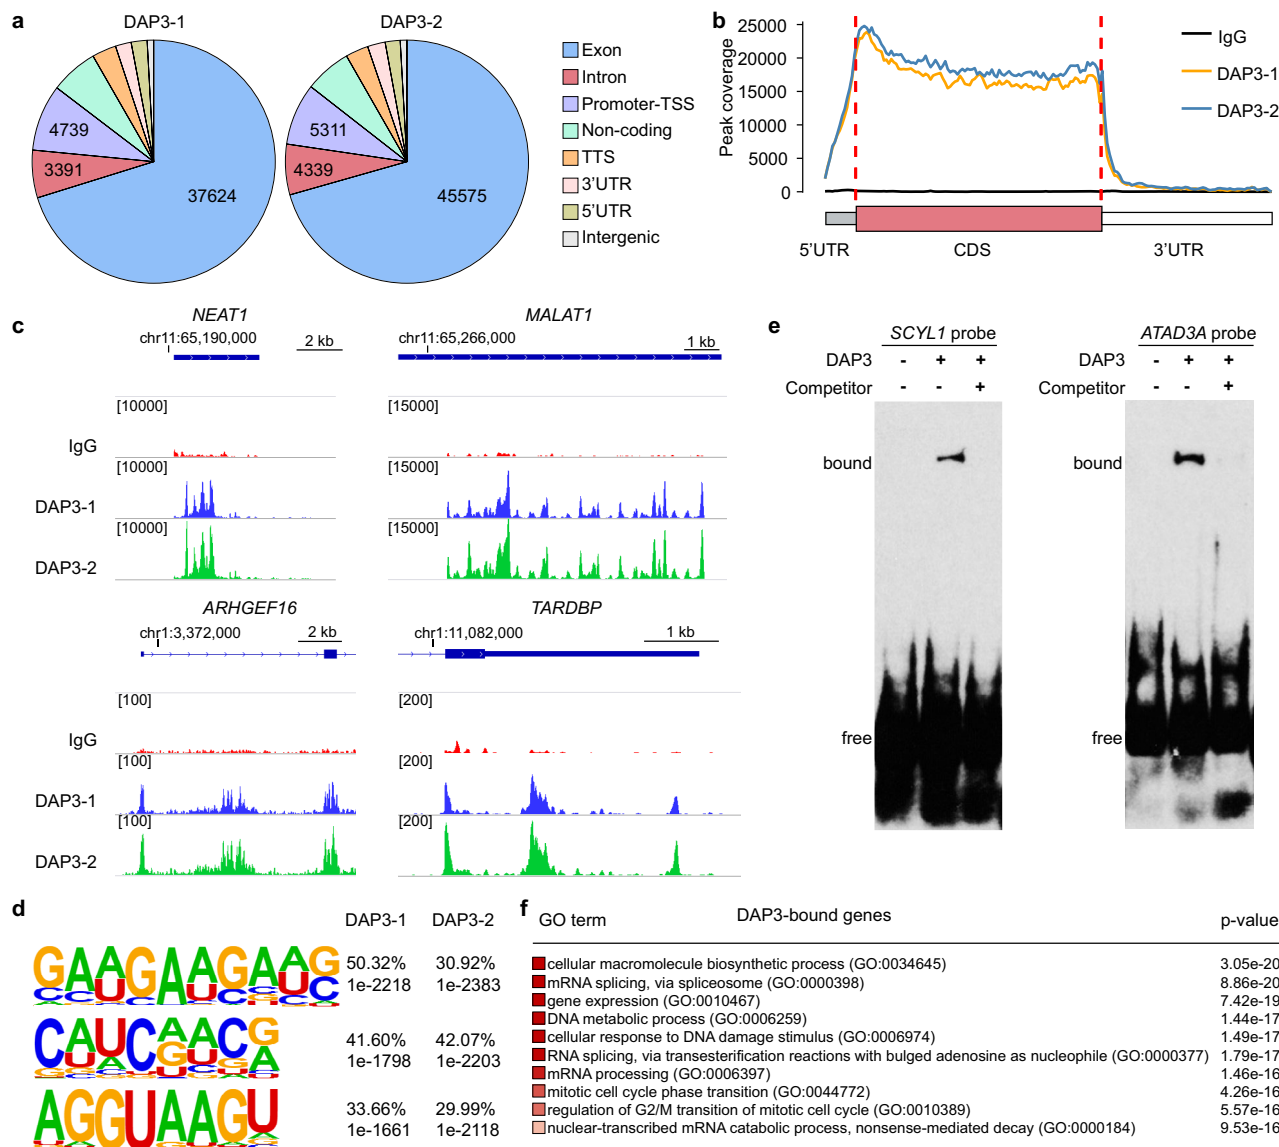 a
DAP3-1
DAP3-2
4739
3391
37624
5311
4339
45575
Exon
Intron
Promoter-TSS
Non-coding
TTS
3’UTR
5’UTR
Intergenic
b
Peak coverage
25000
20000
15000
10000
5000
0
IgG
DAP3-1
DAP3-2
5’UTR
CDS
3’UTR
c
NEAT1
chr11:65,190,000
2 kb
[10000]
IgG
[10000]
DAP3-1
[10000]
DAP3-2
MALAT1
chr11:65,266,000
1 kb
[15000]
[15000]
[15000]
ARHGEF16
chr1:3,372,000
2 kb
[100]
IgG
[100]
DAP3-1
[100]
DAP3-2
TARDBP
chr1:11,082,000
1 kb
[200]
[200]
[200]
e
SCYL1 probe
DAP3 - + +
Competitor - - +
bound
free
ATAD3A probe
DAP3 - + +
Competitor - - +
bound
free
d
DAP3-1 DAP3-2
GAAGAAGAAG
50.32% 30.92%
1e-2218 1e-2383
CAUCAACG
41.60% 42.07%
1e-1798 1e-2203
AGGUAAGU
33.66% 29.99%
1e-1661 1e-2118
f
DAP3-bound genes
GO term p-value
cellular macromolecule biosynthetic process (GO:0034645) 3.05e-20
mRNA splicing, via spliceosome (GO:0000398) 8.86e-20
gene expression (GO:0010467) 7.42e-19
DNA metabolic process (GO:0006259) 1.44e-17
cellular response to DNA damage stimulus (GO:0006974) 1.49e-17
RNA splicing, via transesterification reactions with bulged adenosine as nucleophile (GO:0000377) 1.79e-17
mRNA processing (GO:0006397) 1.46e-16
mitotic cell cycle phase transition (GO:0044772) 4.26e-16
regulation of G2/M transition of mitotic cell cycle (GO:0010389) 5.57e-16
nuclear-transcribed mRNA catabolic process, nonsense-mediated decay (GO:0000184) 9.53e-16